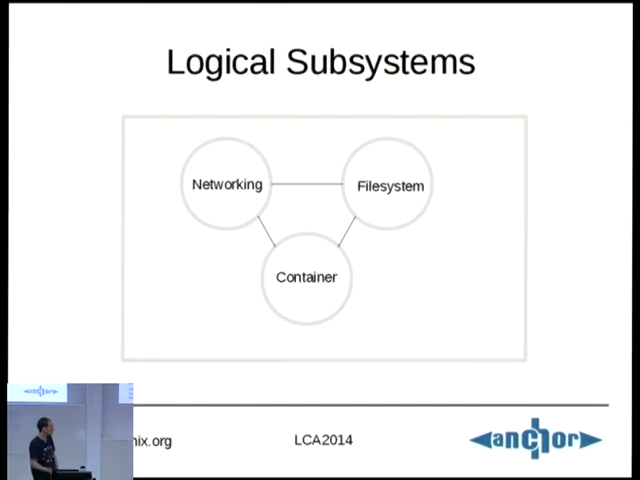 Logical Subsystems
Networking
Filesystem
Container
nix.org
LCA2014
anchor